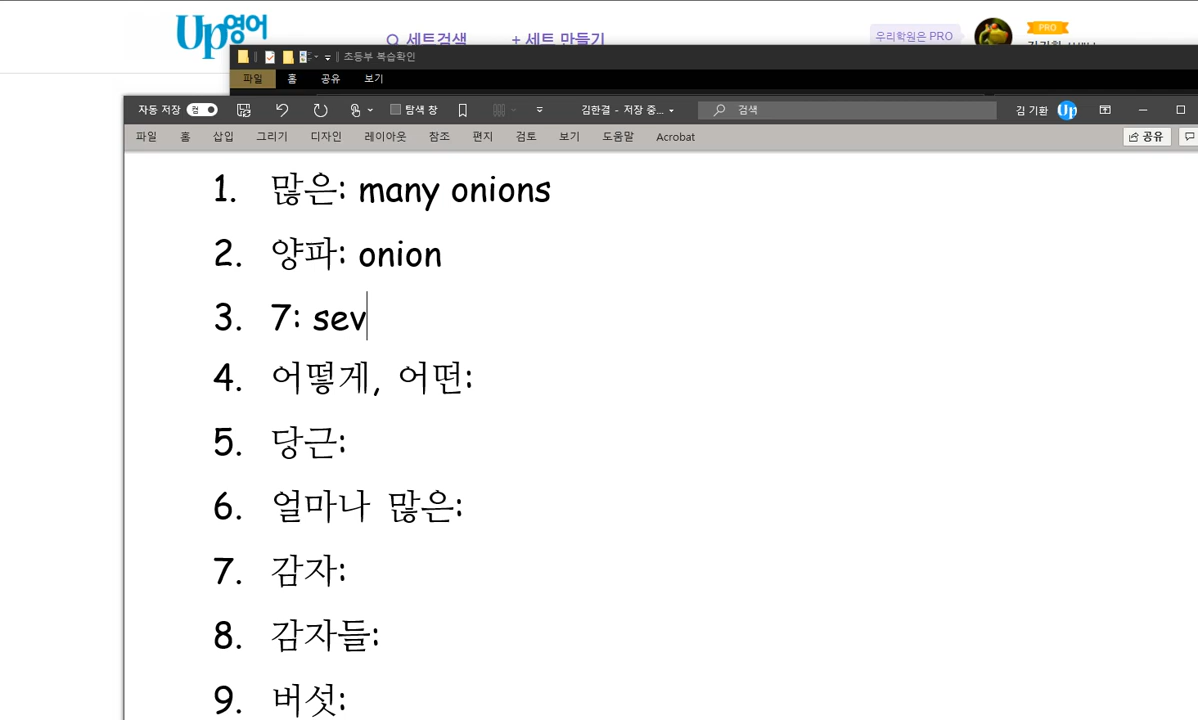 Up영어
세트검색
+ 세트 만들기
우리학원은 PRO
PRO
초등부 복습확인
파일 홈 공유 보기
자동 저장 컴 탐색 창 김한결 - 저장 중... 검색 김 기환 Up
파일 홈 삽입 그리기 디자인 레이아웃 참조 편지 검토 보기 도움말 Acrobat 공유
1. 많은: many onions
2. 양파: onion
3. 7: sev
4. 어떻게, 어떤:
5. 당근:
6. 얼마나 많은:
7. 감자:
8. 감자들:
9. 버섯: